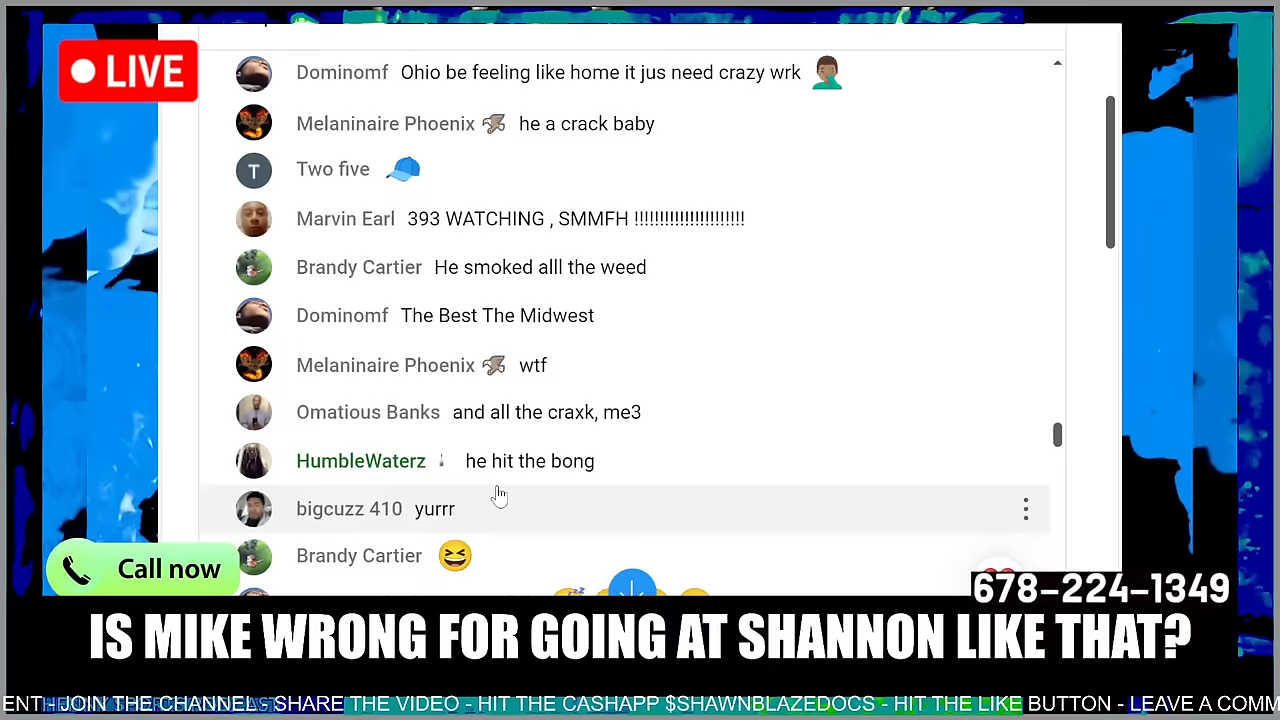 LIVE
Dominomf Ohio be feeling like home it jus need crazy wrk
Melaninaire Phoenix he a crack baby
T Two five
Marvin Earl 393 WATCHING , SMMFH !!!!!!!!!!!!!!!!!!!!!!
Brandy Cartier He smoked alll the weed
Dominomf The Best The Midwest
Melaninaire Phoenix wtf
Omatious Banks and all the craxk, me3
HumbleWaterz he hit the bong
bigcuzz 410 yurrr
Brandy Cartier
Call now
678-224-1349
IS MIKE WRONG FOR GOING AT SHANNON LIKE THAT?
ENT - JOIN THE CHANNEL - SHARE THE VIDEO - HIT THE CASHAPP $SHAWNBLAZEDOCS - HIT THE LIKE BUTTON - LEAVE A COMM